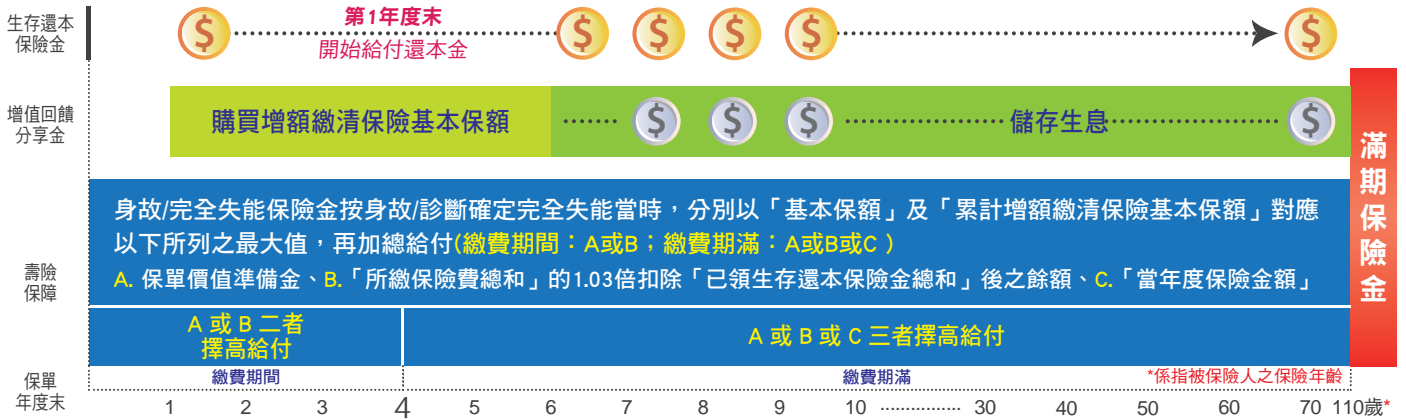 生存還本
保險金
$
第1年度末
開始給付還本金
$ $ $ $ $
增值回饋
分享金
購買增額繳清保險基本保額
$ $ $
儲存生息
$
滿期保險金
壽險
保障
身故/完全失能保險金按身故/診斷確定完全失能當時，分別以「基本保額」及「累計增額繳清保險基本保額」對應
以下所列之最大值，再加總給付(繳費期間：A或B；繳費期滿：A或B或C )
A. 保單價值準備金、B.「所繳保險費總和」的1.03倍扣除「已領生存還本保險金總和」後之餘額、C.「當年度保險金額」
A 或 B 二者
擇高給付
A 或 B 或 C 三者擇高給付
繳費期間
繳費期滿
*係指被保險人之保險年齡
保單
年度末
1 2 3 4 5 6 7 8 9 10 ................ 30 40 50 60 70 110歲*